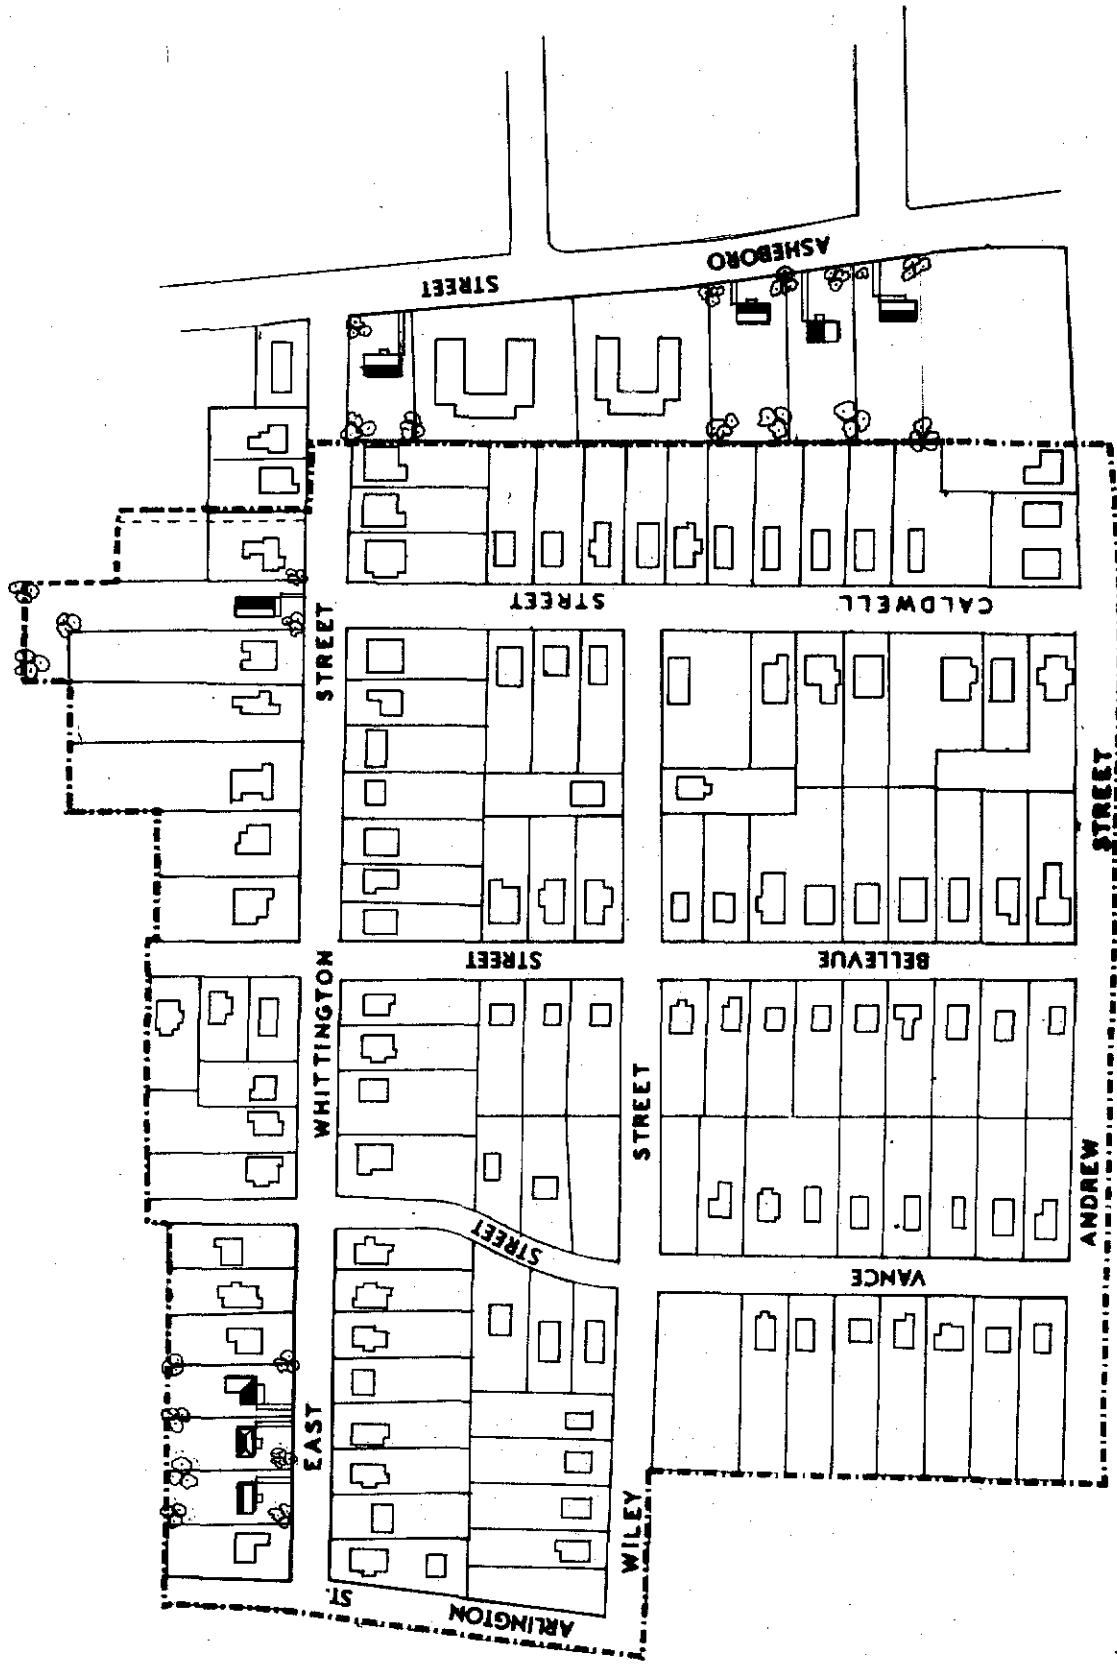 ASHEBORO STREET
CALDWELL STREET
BELLEVUE STREET
VANCE STREET
ARLINGTON ST.
EAST WHITTINGTON STREET
WILEY STREET
ANDREW STREET